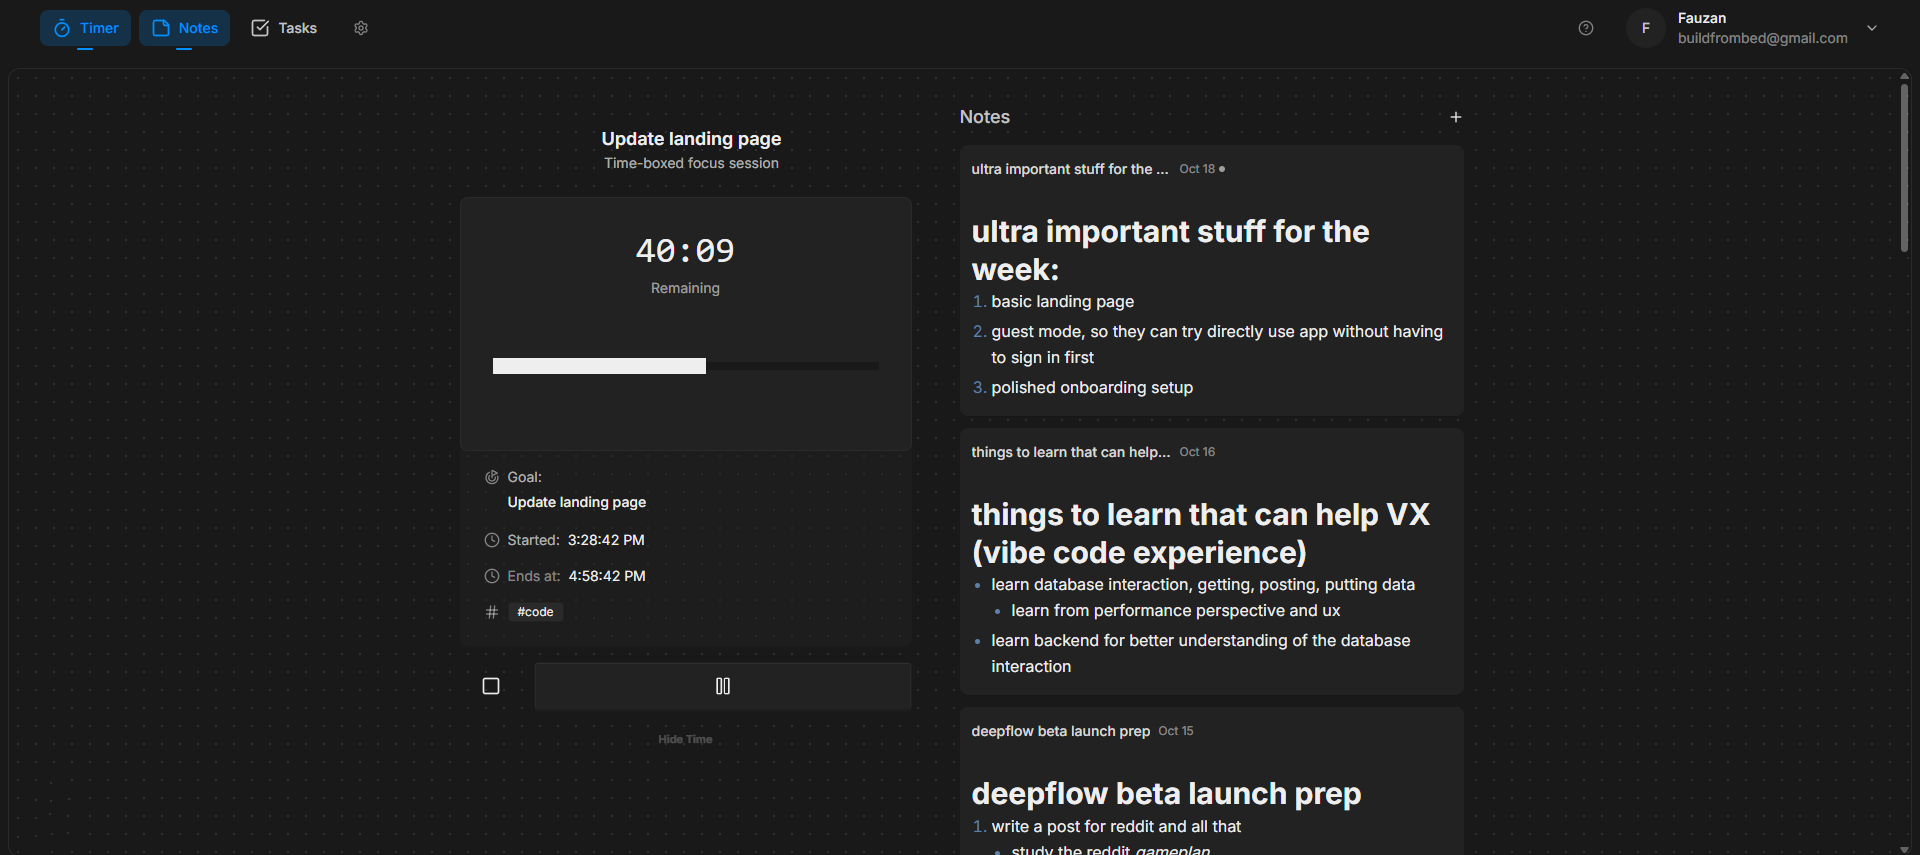 Timer
Notes
Tasks
F
Fauzan
buildfrombed@gmail.com
Update landing page
Time-boxed focus session
40:09
Remaining
Goal:
Update landing page
Started: 3:28:42 PM
Ends at: 4:58:42 PM
#code
Hide Time
Notes
ultra important stuff for the ... Oct 18
ultra important stuff for the
week:
1. basic landing page
2. guest mode, so they can try directly use app without having
to sign in first
3. polished onboarding setup
things to learn that can help... Oct 16
things to learn that can help VX
(vibe code experience)
• learn database interaction, getting, posting, putting data
• learn from performance perspective and ux
• learn backend for better understanding of the database
interaction
deepflow beta launch prep Oct 15
deepflow beta launch prep
1. write a post for reddit and all that
• study the reddit gameplan